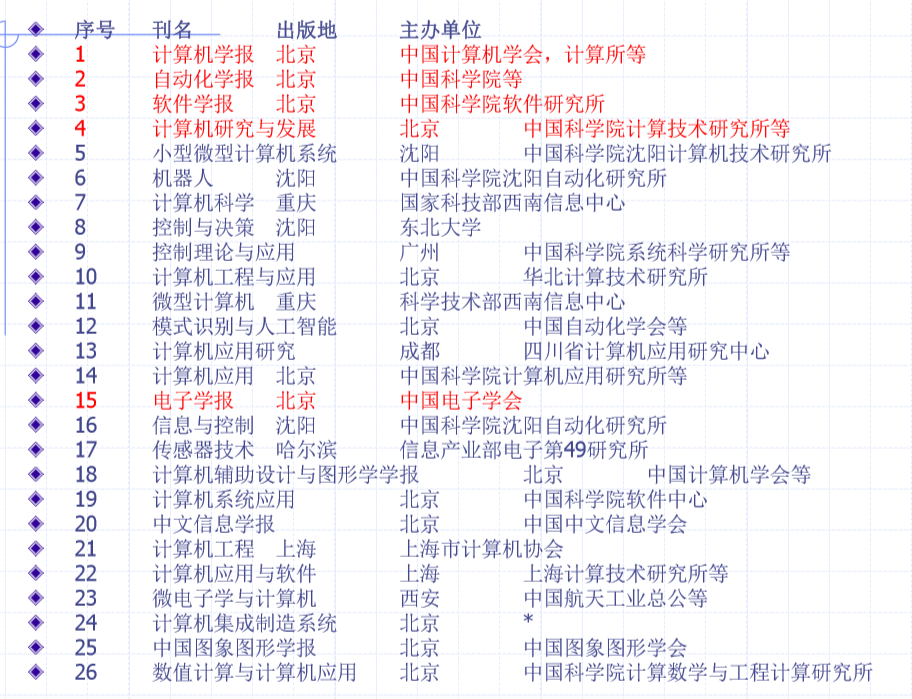 序号 刊名 出版地 主办单位
1 计算机学报 北京 中国计算机学会，计算所等
2 自动化学报 北京 中国科学院等
3 软件学报 北京 中国科学院软件研究所
4 计算机研究与发展 北京 中国科学院计算技术研究所等
5 小型微型计算机系统 沈阳 中国科学院沈阳计算机技术研究所
6 机器人 沈阳 中国科学院沈阳自动化研究所
7 计算机科学 重庆 国家科技部西南信息中心
8 控制与决策 沈阳 东北大学
9 控制理论与应用 广州 中国科学院系统科学研究所等
10 计算机工程与应用 北京 华北计算技术研究所
11 微型计算机 重庆 科学技术部西南信息中心
12 模式识别与人工智能 北京 中国自动化学会等
13 计算机应用研究 成都 四川省计算机应用研究中心
14 计算机应用 北京 中国科学院计算机应用研究所等
15 电子学报 北京 中国电子学会
16 信息与控制 沈阳 中国科学院沈阳自动化研究所
17 传感器技术 哈尔滨 信息产业部电子第49研究所
18 计算机辅助设计与图形学学报 北京 中国计算机学会等
19 计算机系统应用 北京 中国科学院软件中心
20 中文信息学报 北京 中国中文信息学会
21 计算机工程 上海 上海市计算机协会
22 计算机应用与软件 上海 上海计算技术研究所等
23 微电子学与计算机 西安 中国航天工业总公等
24 计算机集成制造系统 北京 *
25 中国图象图形学报 北京 中国图象图形学会
26 数值计算与计算机应用 北京 中国科学院计算数学与工程计算研究所